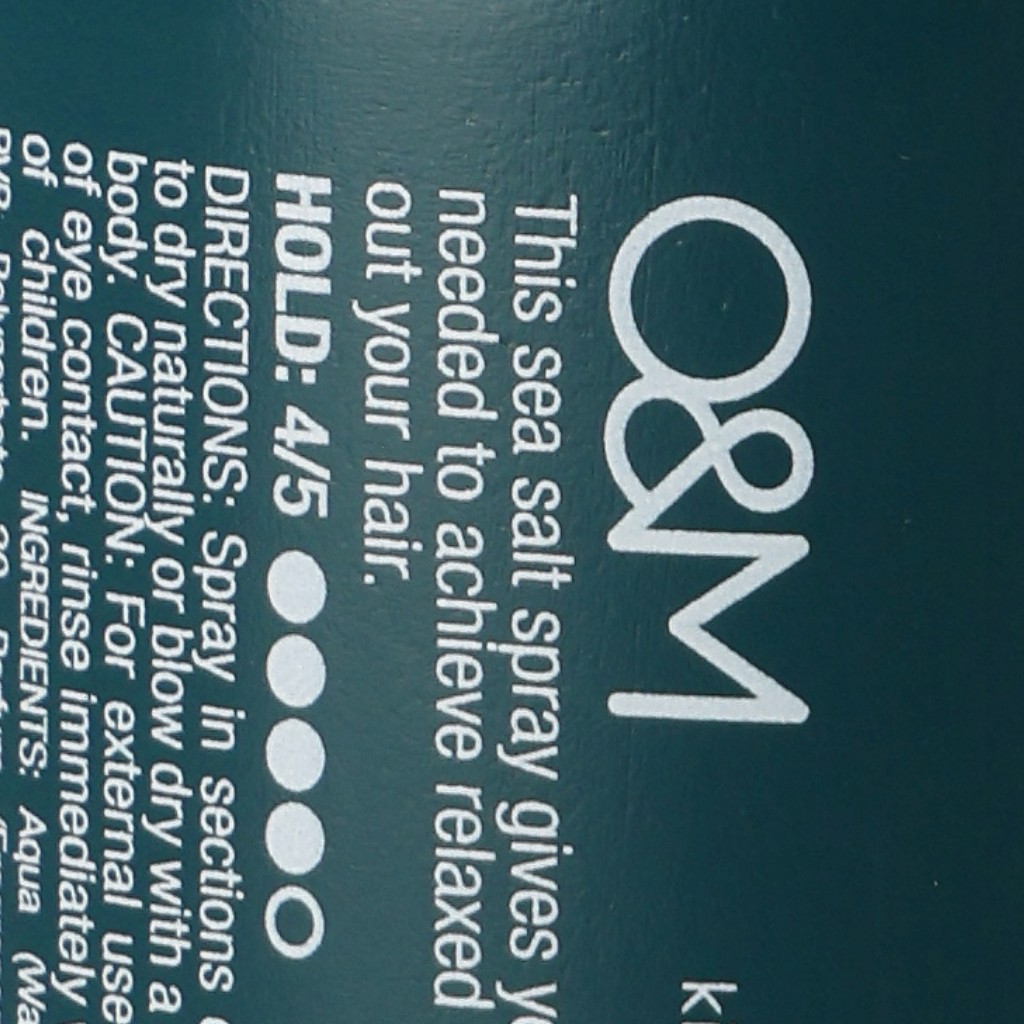 O&M
This sea salt spray gives
needed to achieve relaxed
out your hair.
HOLD: 4/5
DIRECTIONS: Spray in sections
to dry naturally or blow dry with a
body. CAUTION: For external use
of eye contact, rinse immediately
of children. INGREDIENTS: Aqua